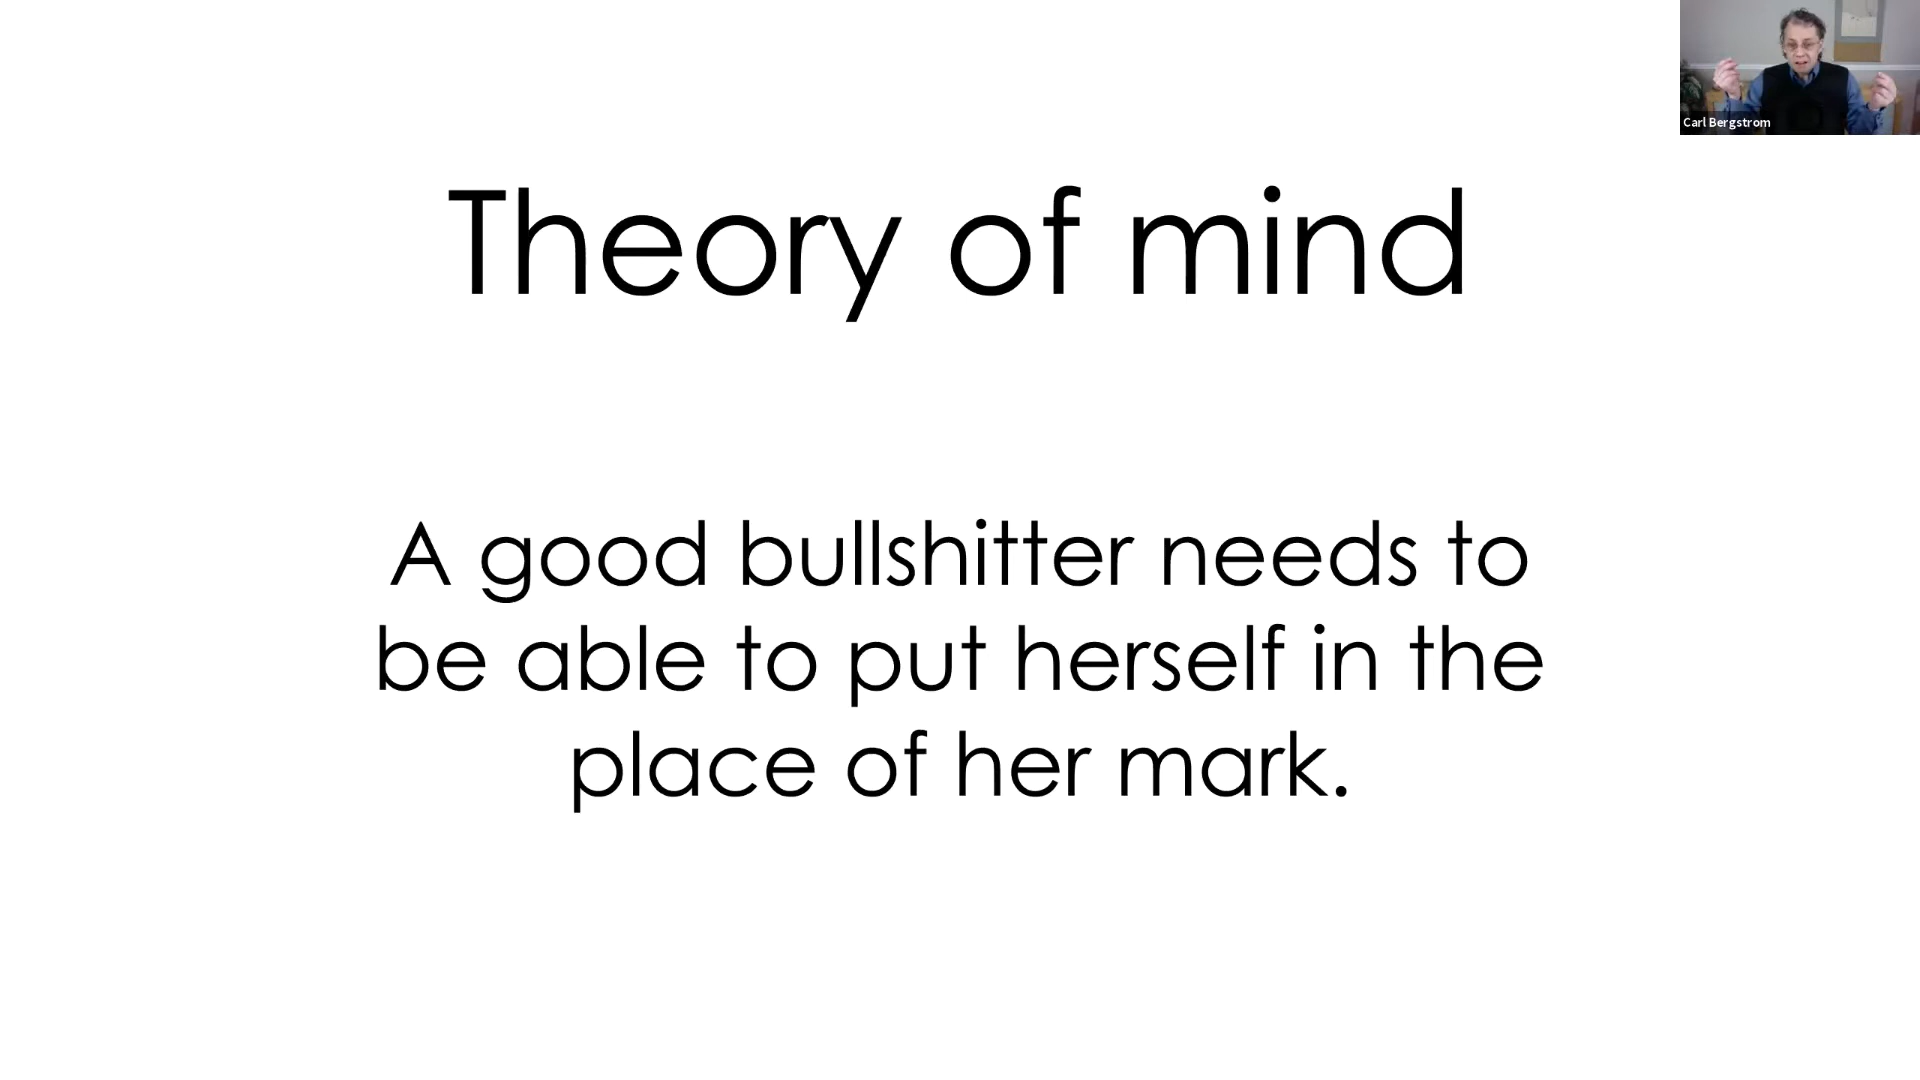 Carl Bergstrom
Theory of mind
A good bullshitter needs to
be able to put herself in the
place of her mark.